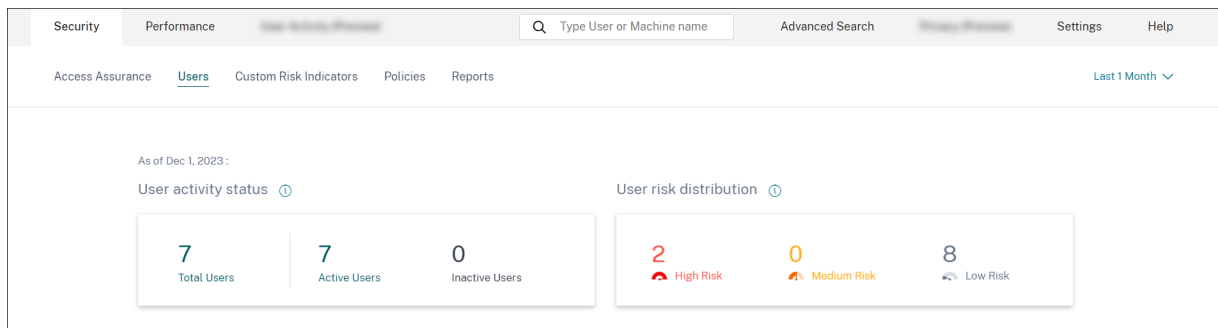 Security Performance Type User or Machine name Advanced Search Settings Help
Access Assurance Users Custom Risk Indicators Policies Reports Last 1 Month
As of Dec 1, 2023 :
User activity status User risk distribution
7 7 0 2 0 8
Total Users Active Users Inactive Users High Risk Medium Risk Low Risk